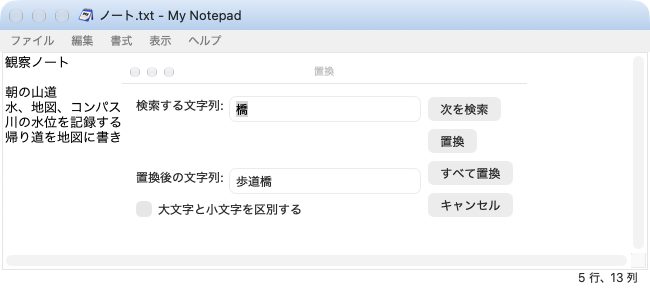 ノート.txt - My Notepad
ファイル 編集 書式 表示 ヘルプ
観察ノート
朝の山道
水、地図、コンパス
川の水位を記録する
帰り道を地図に書き
置換
検索する文字列: 橋
次を検索
置換
置換後の文字列: 歩道橋
すべて置換
大文字と小文字を区別する
キャンセル
5 行、13 列